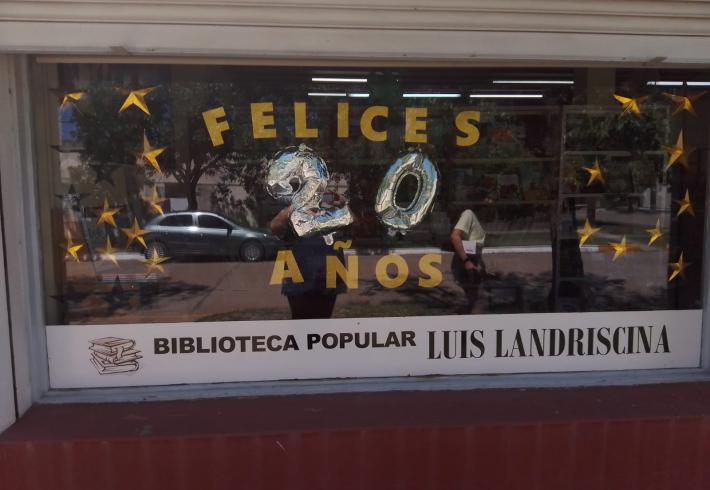 FELICES
20
AÑOS
BIBLIOTECA POPULAR LUIS LANDRISCINA